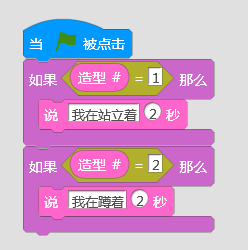 当 被点击
如果 造型 # = 1 那么
说 我在站立着 2 秒
如果 造型 # = 2 那么
说 我在蹲着 2 秒